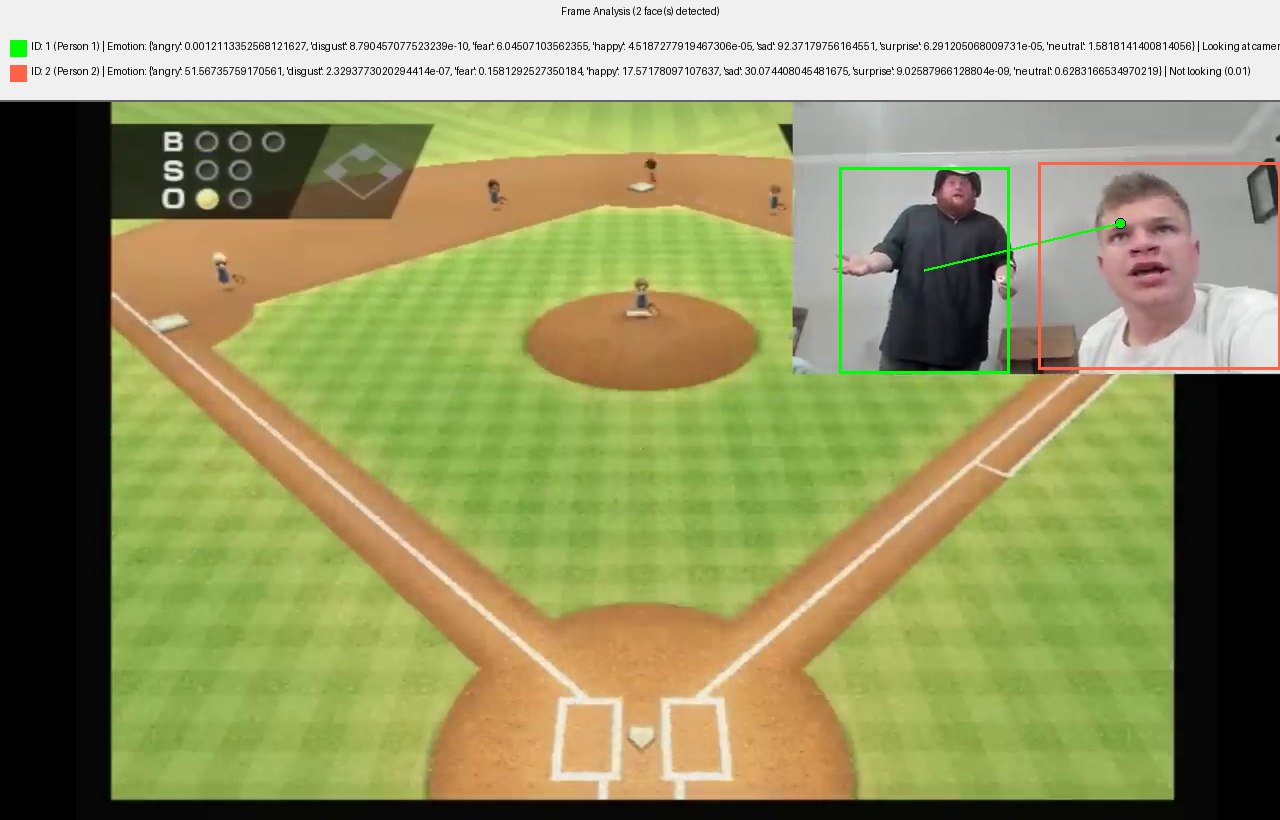 Frame Analysis (2 face(s) detected)
ID: 1 (Person 1) | Emotion: {'angry': 0.0012113352568121627, 'disgust': 8.790457077523239e-10, 'fear': 6.04507103562355, 'happy': 4.5187277919467306e-05, 'sad': 92.37179756164551, 'surprise': 6.291205068009731e-05, 'neutral': 1.5818141400814056} | Looking at camer
ID: 2 (Person 2) | Emotion: {'angry': 51.56735759170561, 'disgust': 2.3293773020294414e-07, 'fear': 0.1581292527350184, 'happy': 17.57178097107637, 'sad': 30.074408045481675, 'surprise': 9.02587966128804e-09, 'neutral': 0.6283166534970219} | Not looking (0.01)
B
S
O